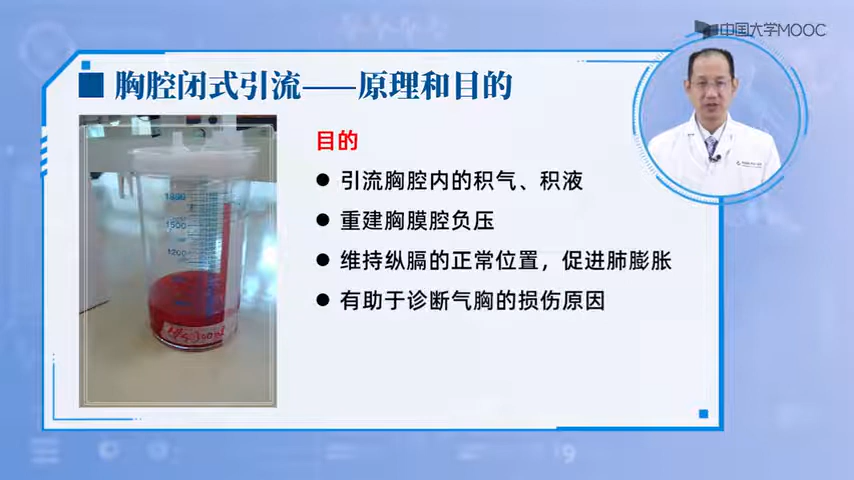 中国大学MOOC
胸腔闭式引流——原理和目的
目的
引流胸腔内的积气、积液
重建胸膜腔负压
维持纵膈的正常位置，促进肺膨胀
有助于诊断气胸的损伤原因
1500
1200
300ml